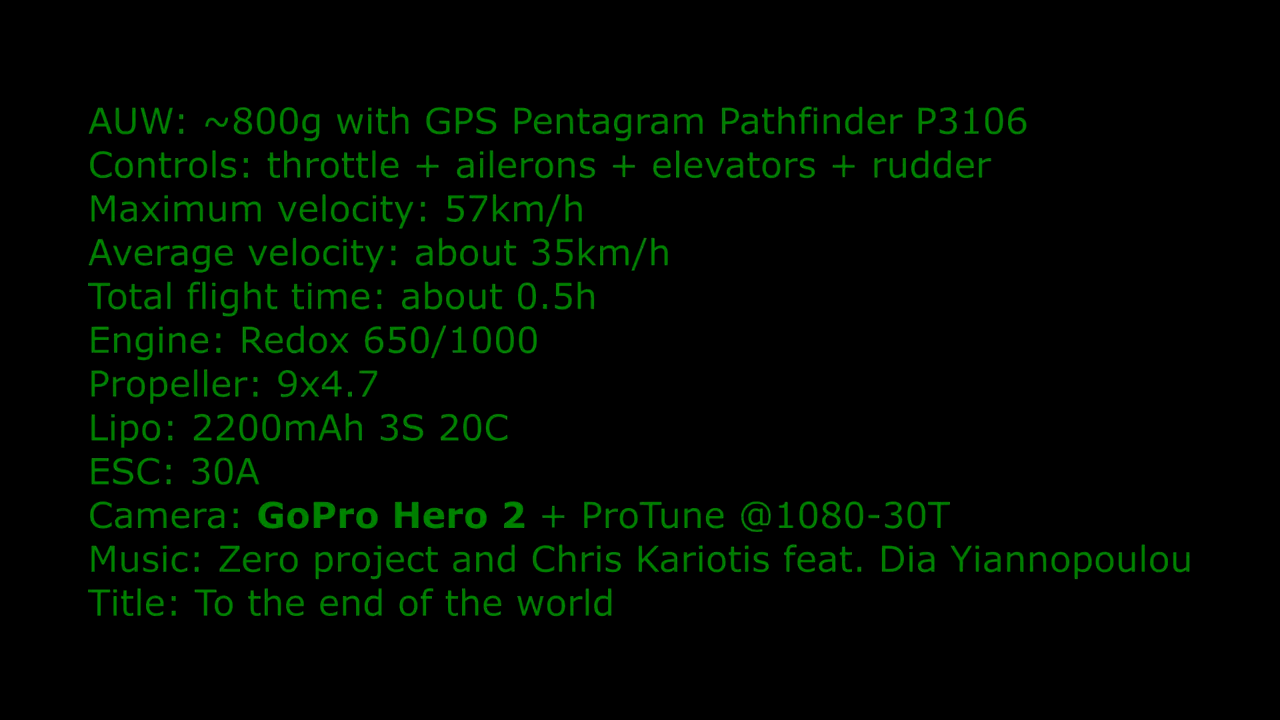 AUW: ~800g with GPS Pentagram Pathfinder P3106
Controls: throttle + ailerons + elevators + rudder
Maximum velocity: 57km/h
Average velocity: about 35km/h
Total flight time: about 0.5h
Engine: Redox 650/1000
Propeller: 9x4.7
Lipo: 2200mAh 3S 20C
ESC: 30A
Camera: GoPro Hero 2 + ProTune @1080-30T
Music: Zero project and Chris Kariotis feat. Dia Yiannopoulou
Title: To the end of the world